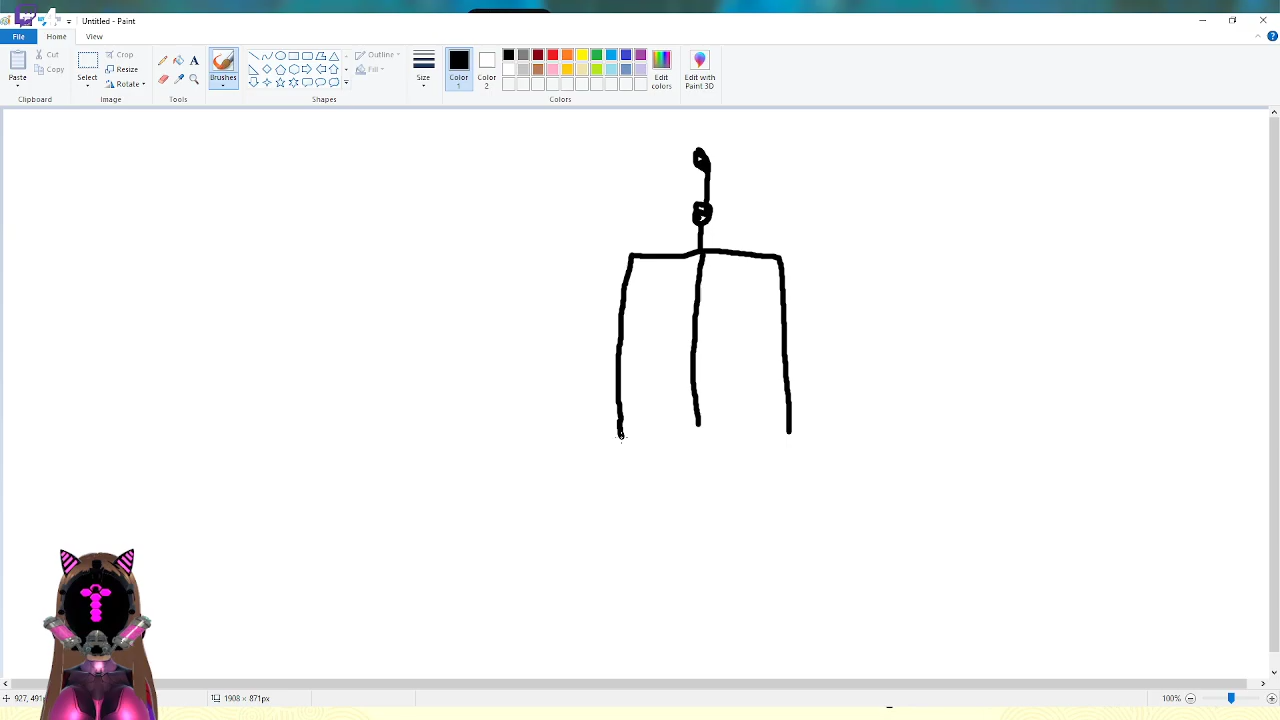 Untitled - Paint
File
Home
View
Paste
Cut
Copy
Clipboard
Select
Crop
Resize
Rotate
Image
A
Tools
Brushes
Outline
Fill
Shapes
Size
Color 1
Color 2
Edit colors
Colors
Edit with Paint 3D
1908 × 871px
100%